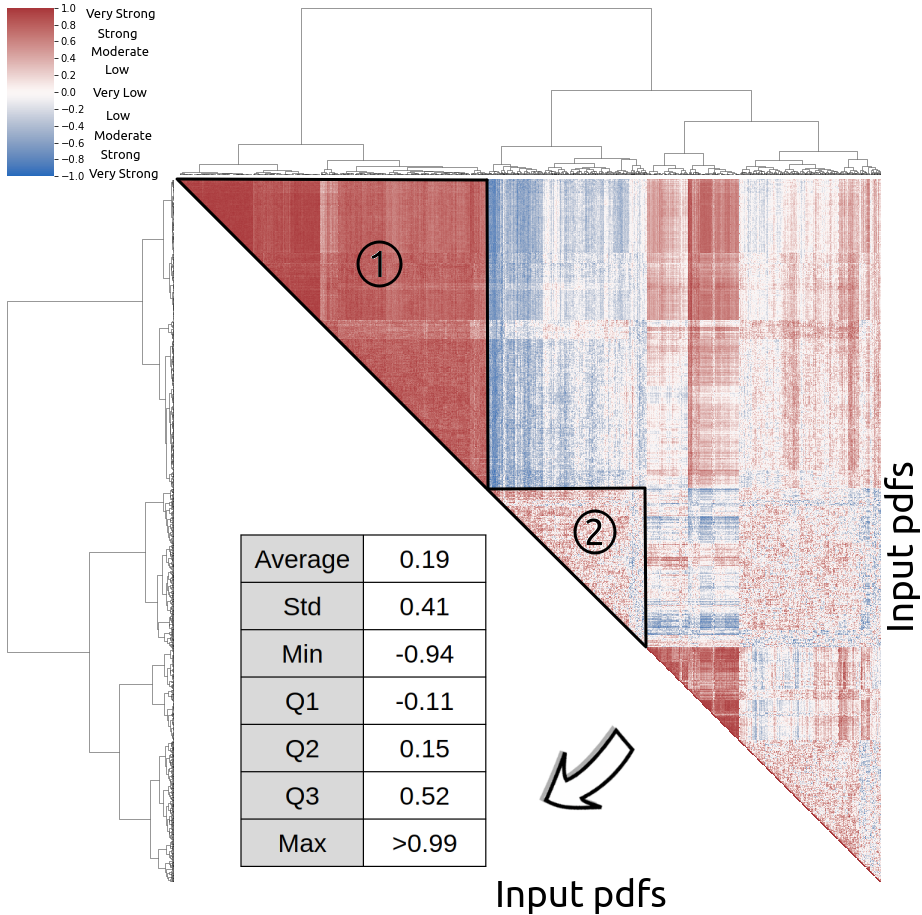 1.0 Very Strong
0.8 Strong
0.6 Moderate
0.4 Low
0.2
0.0 Very Low
−0.2 Low
−0.4 Moderate
−0.6 Strong
−0.8
−1.0 Very Strong
①
②
Average 0.19
Std 0.41
Min -0.94
Q1 -0.11
Q2 0.15
Q3 0.52
Max >0.99
Input pdfs
Input pdfs